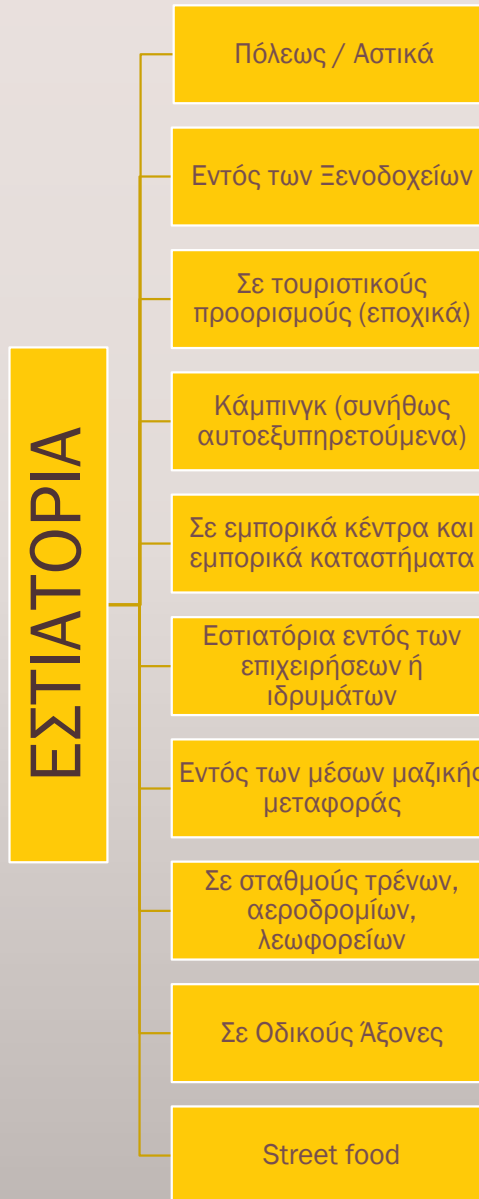 ΕΣΤΙΑΤΟΡΙΑ
Πόλεως / Αστικά
Εντός των Ξενοδοχείων
Σε τουριστικούς
προορισμούς (εποχικά)
Κάμπινγκ (συνήθως
αυτοεξυπηρετούμενα)
Σε εμπορικά κέντρα και
εμπορικά καταστήματα
Εστιατόρια εντός των
επιχειρήσεων ή
ιδρυμάτων
Εντός των μέσων μαζικής
μεταφοράς
Σε σταθμούς τρένων,
αεροδρομίων,
λεωφορείων
Σε Οδικούς Άξονες
Street food